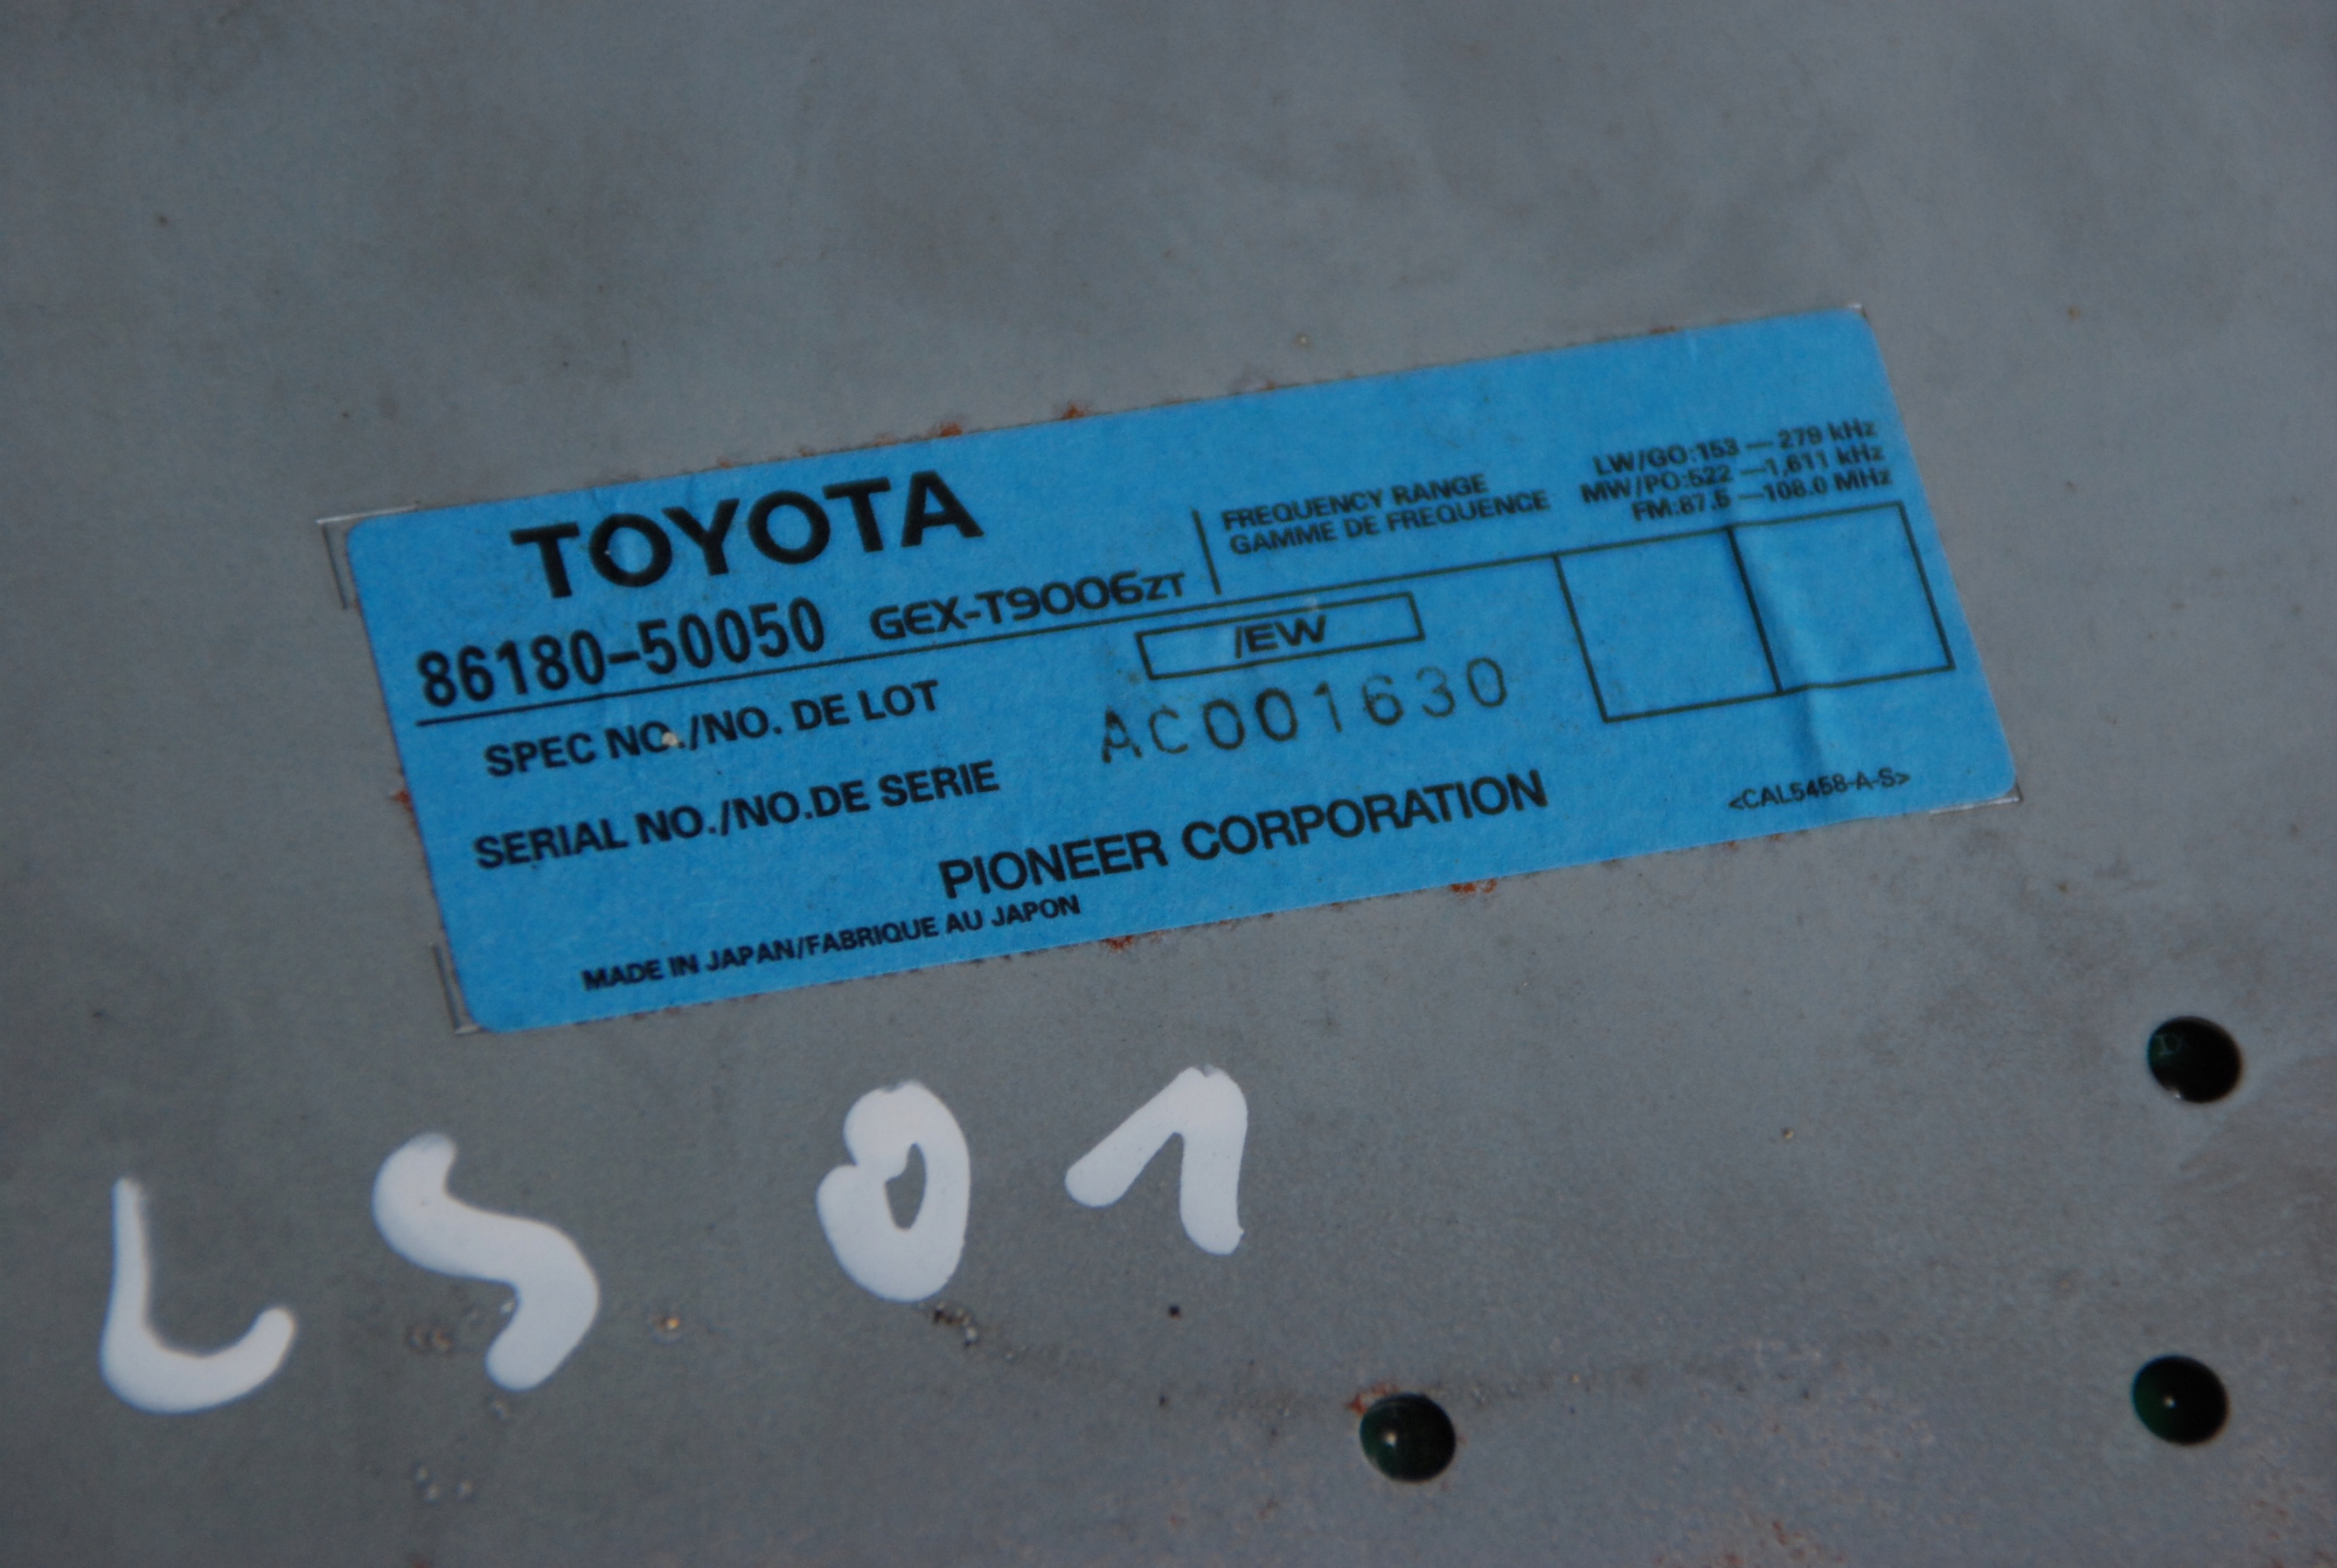 TOYOTA
86180-50050 GEX-T9006ZT
FREQUENCY RANGE
GAMME DE FREQUENCE
LW/GO:153 — 279 kHz
MW/PO:522 —1,611 kHz
FM:87.5 —108.0 MHz
SPEC NO./NO. DE LOT /EW
SERIAL NO./NO.DE SERIE AC001630
PIONEER CORPORATION
<CAL5458-A-S>
MADE IN JAPAN/FABRIQUE AU JAPON
LS 01